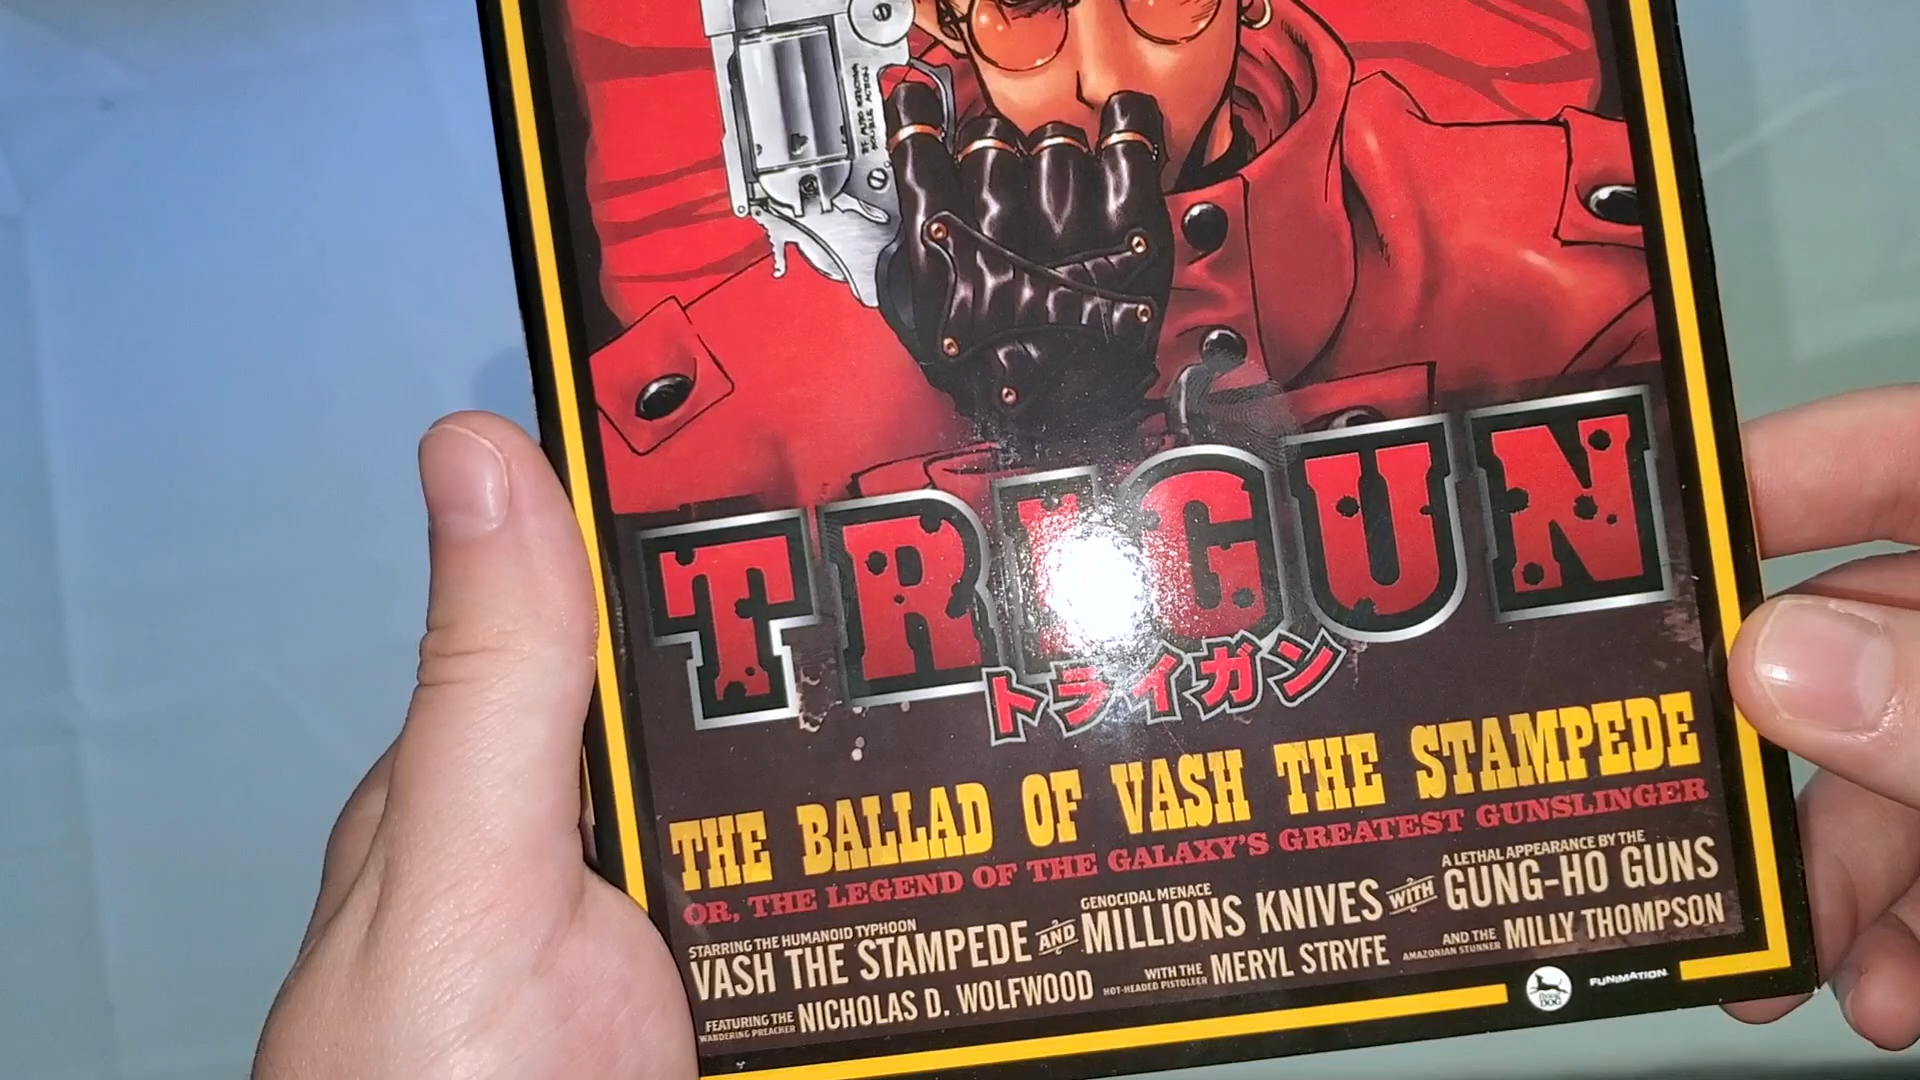 TRIGUN
トライガン
THE BALLAD OF VASH THE STAMPEDE
OR, THE LEGEND OF THE GALAXY'S GREATEST GUNSLINGER
STARRING THE HUMANOID TYPHOON
VASH THE STAMPEDE AND
GENOCIDAL MENACE
MILLIONS KNIVES WITH
A LETHAL APPEARANCE BY THE
GUNG-HO GUNS
FEATURING THE
WANDERING PREACHER
NICHOLAS D. WOLFWOOD
WITH THE
HOT-HEADED PISTOLEER
MERYL STRYFE
AND THE
AMAZONIAN STUNNER
MILLY THOMPSON
FUNIMATION